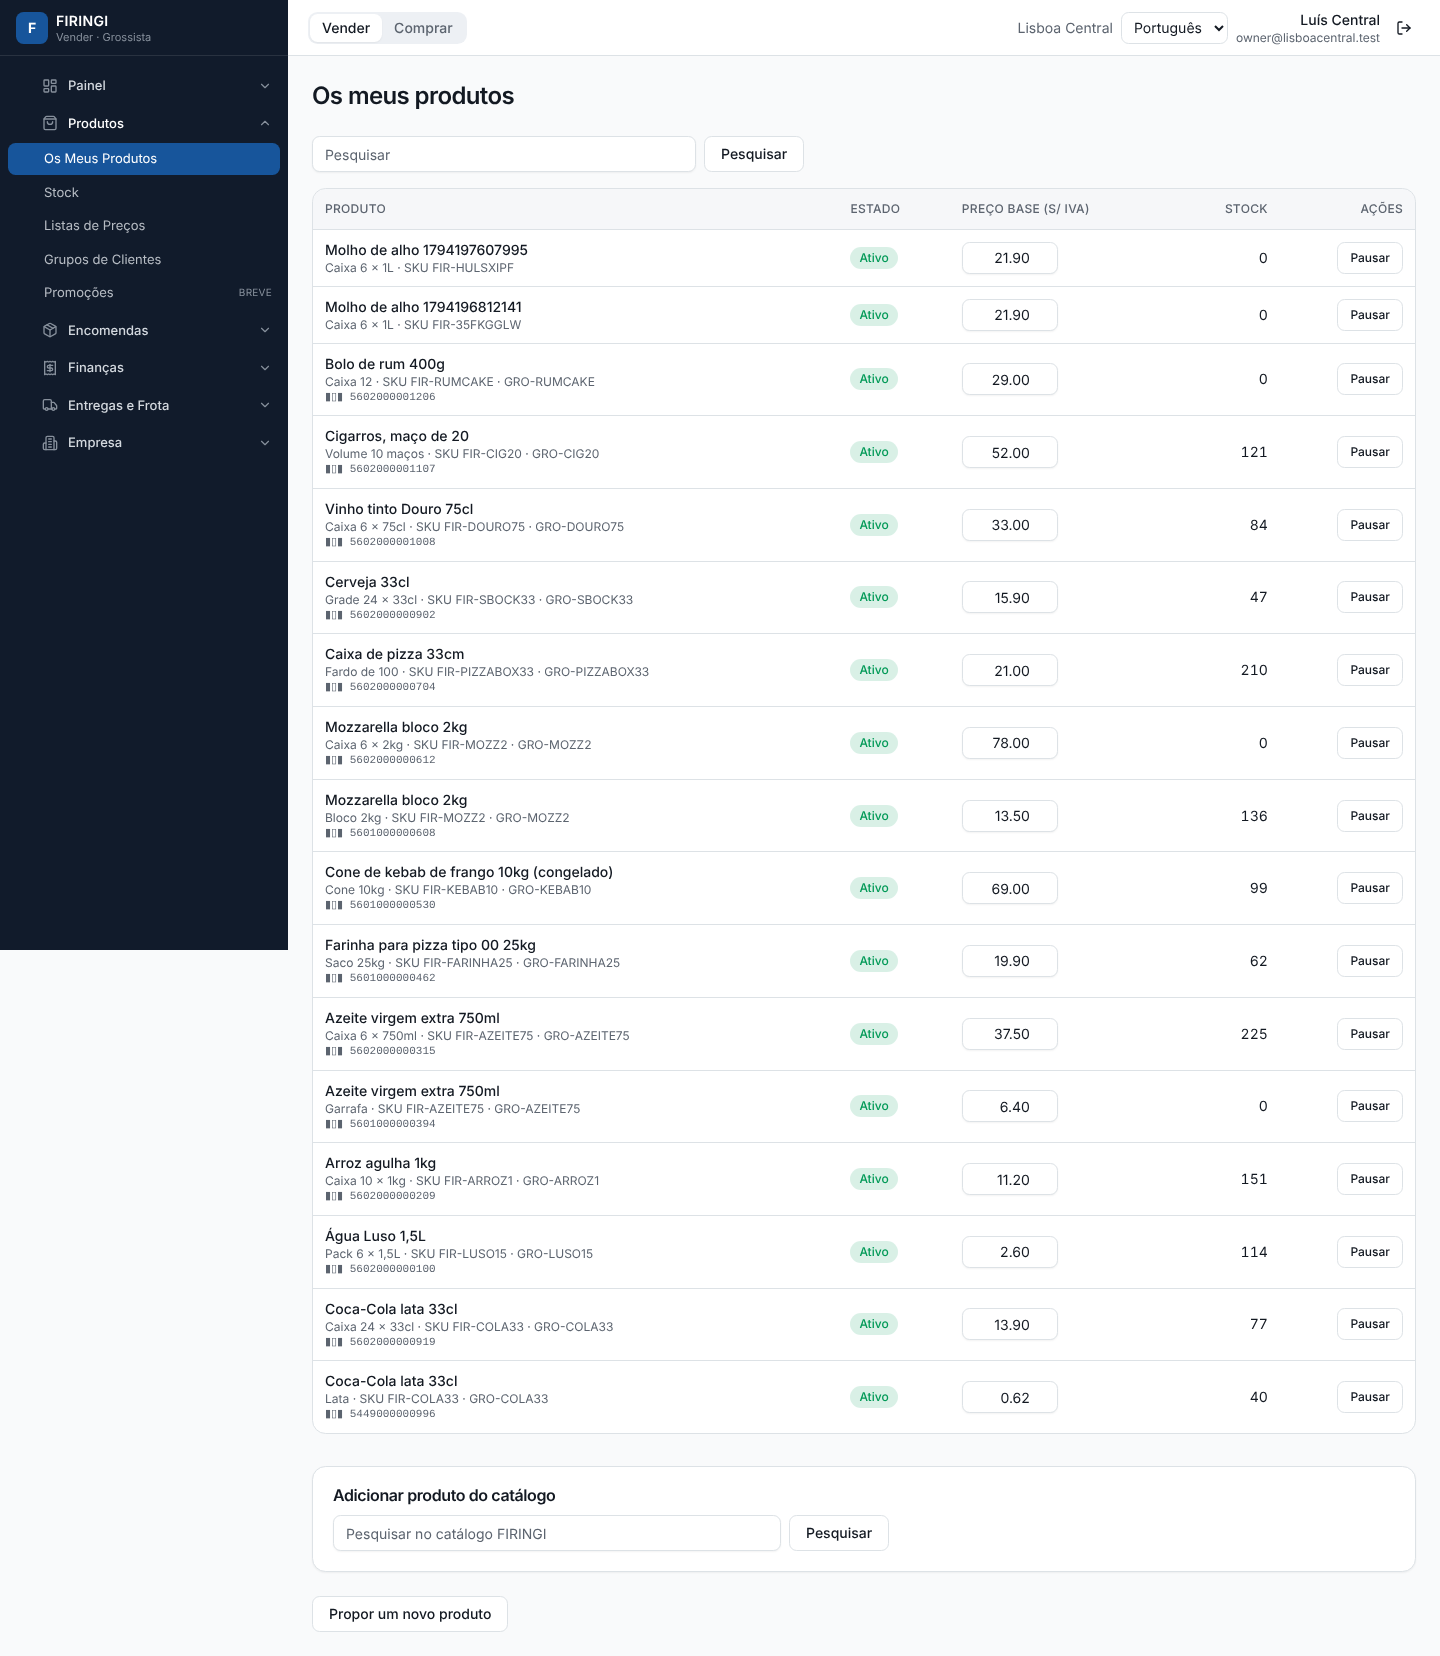 F
FIRINGI
Vender · Grossista
Vender
Comprar
Lisboa Central
Português
Luís Central
owner@lisboacentral.test
Painel
Produtos
Os Meus Produtos
Stock
Listas de Preços
Grupos de Clientes
Promoções BREVE
Encomendas
Finanças
Entregas e Frota
Empresa
Os meus produtos
Pesquisar
Pesquisar
PRODUTO ESTADO PREÇO BASE (S/ IVA) STOCK AÇÕES
Molho de alho 1794197607995
Caixa 6 × 1L · SKU FIR-HULSXIPF
Ativo 21.90 0 Pausar
Molho de alho 1794196812141
Caixa 6 × 1L · SKU FIR-35FKGGLW
Ativo 21.90 0 Pausar
Bolo de rum 400g
Caixa 12 · SKU FIR-RUMCAKE · GRO-RUMCAKE
5602000001206
Ativo 29.00 0 Pausar
Cigarros, maço de 20
Volume 10 maços · SKU FIR-CIG20 · GRO-CIG20
5602000001107
Ativo 52.00 121 Pausar
Vinho tinto Douro 75cl
Caixa 6 × 75cl · SKU FIR-DOURO75 · GRO-DOURO75
5602000001008
Ativo 33.00 84 Pausar
Cerveja 33cl
Grade 24 × 33cl · SKU FIR-SBOCK33 · GRO-SBOCK33
5602000000902
Ativo 15.90 47 Pausar
Caixa de pizza 33cm
Fardo de 100 · SKU FIR-PIZZABOX33 · GRO-PIZZABOX33
5602000000704
Ativo 21.00 210 Pausar
Mozzarella bloco 2kg
Caixa 6 × 2kg · SKU FIR-MOZZ2 · GRO-MOZZ2
5602000000612
Ativo 78.00 0 Pausar
Mozzarella bloco 2kg
Bloco 2kg · SKU FIR-MOZZ2 · GRO-MOZZ2
5601000000608
Ativo 13.50 136 Pausar
Cone de kebab de frango 10kg (congelado)
Cone 10kg · SKU FIR-KEBAB10 · GRO-KEBAB10
5601000000530
Ativo 69.00 99 Pausar
Farinha para pizza tipo 00 25kg
Saco 25kg · SKU FIR-FARINHA25 · GRO-FARINHA25
5601000000462
Ativo 19.90 62 Pausar
Azeite virgem extra 750ml
Caixa 6 × 750ml · SKU FIR-AZEITE75 · GRO-AZEITE75
5602000000315
Ativo 37.50 225 Pausar
Azeite virgem extra 750ml
Garrafa · SKU FIR-AZEITE75 · GRO-AZEITE75
5601000000394
Ativo 6.40 0 Pausar
Arroz agulha 1kg
Caixa 10 × 1kg · SKU FIR-ARROZ1 · GRO-ARROZ1
5602000000209
Ativo 11.20 151 Pausar
Água Luso 1,5L
Pack 6 × 1,5L · SKU FIR-LUSO15 · GRO-LUSO15
5602000000100
Ativo 2.60 114 Pausar
Coca-Cola lata 33cl
Caixa 24 × 33cl · SKU FIR-COLA33 · GRO-COLA33
5602000000919
Ativo 13.90 77 Pausar
Coca-Cola lata 33cl
Lata · SKU FIR-COLA33 · GRO-COLA33
5449000000996
Ativo 0.62 40 Pausar
Adicionar produto do catálogo
Pesquisar no catálogo FIRINGI
Pesquisar
Propor um novo produto